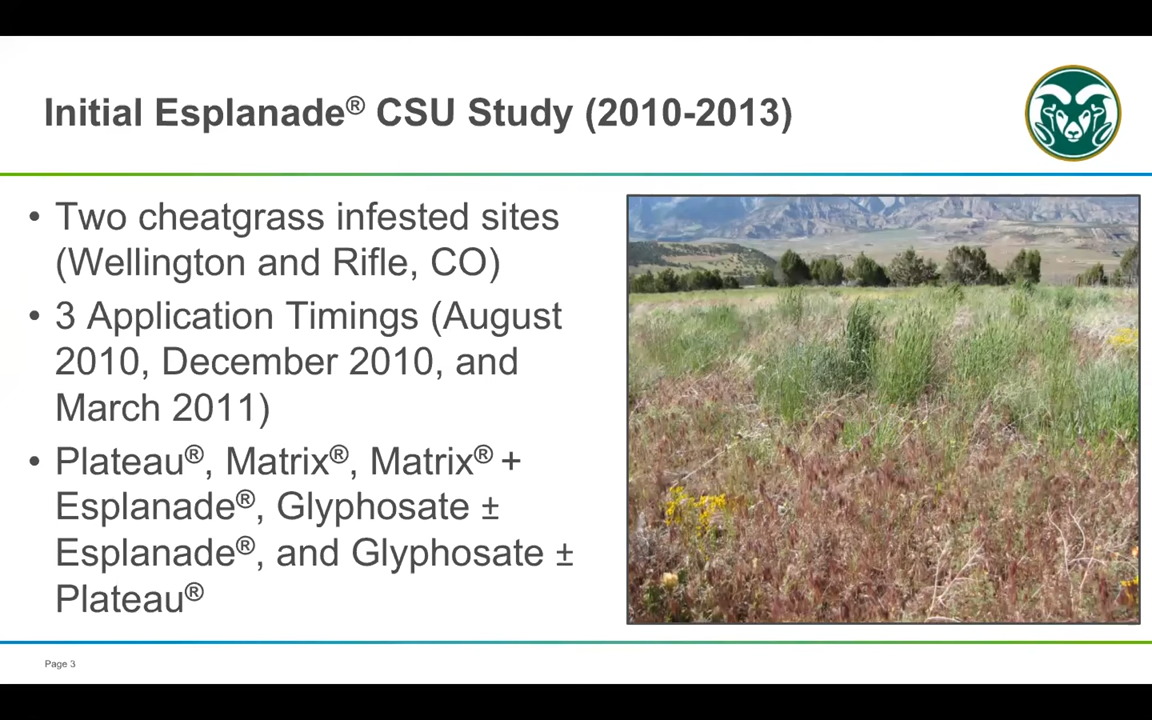 Initial Esplanade® CSU Study (2010-2013)
• Two cheatgrass infested sites
(Wellington and Rifle, CO)
• 3 Application Timings (August
2010, December 2010, and
March 2011)
• Plateau®, Matrix®, Matrix® +
Esplanade®, Glyphosate ±
Esplanade®, and Glyphosate ±
Plateau®
Page 3